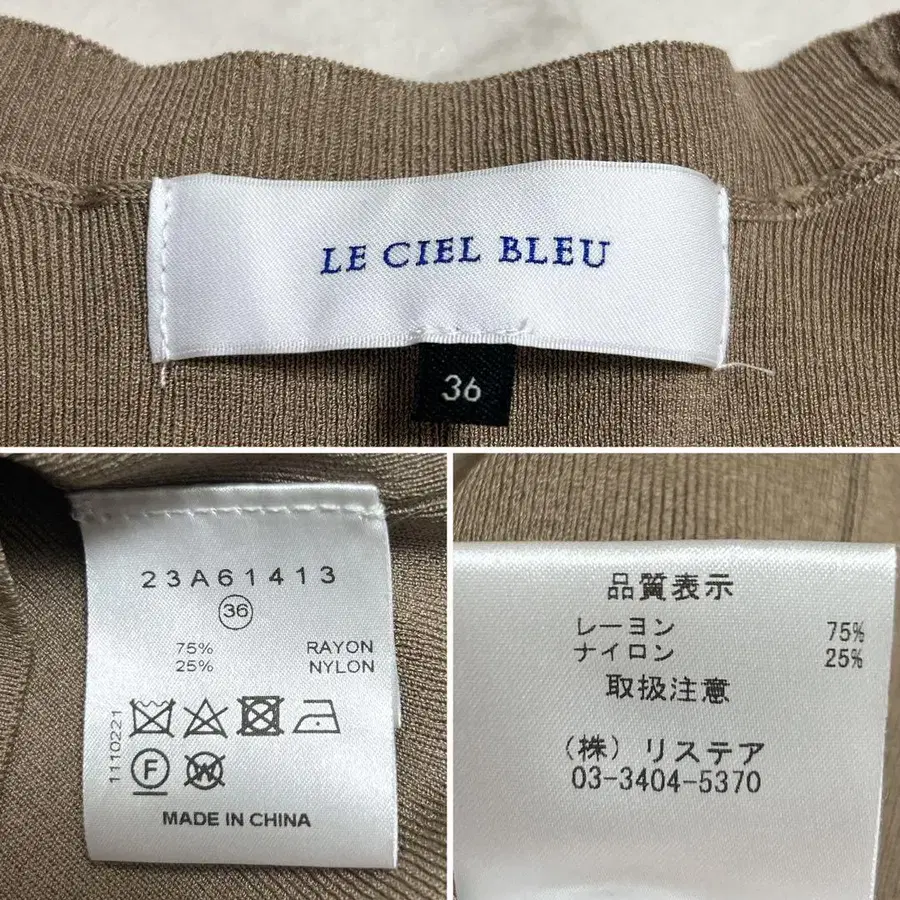 LE CIEL BLEU
36
23A61413
36
75% RAYON
25% NYLON
1110221
F W
MADE IN CHINA
品質表示
レーヨン 75%
ナイロン 25%
取扱注意
(株) リステア
03-3404-5370